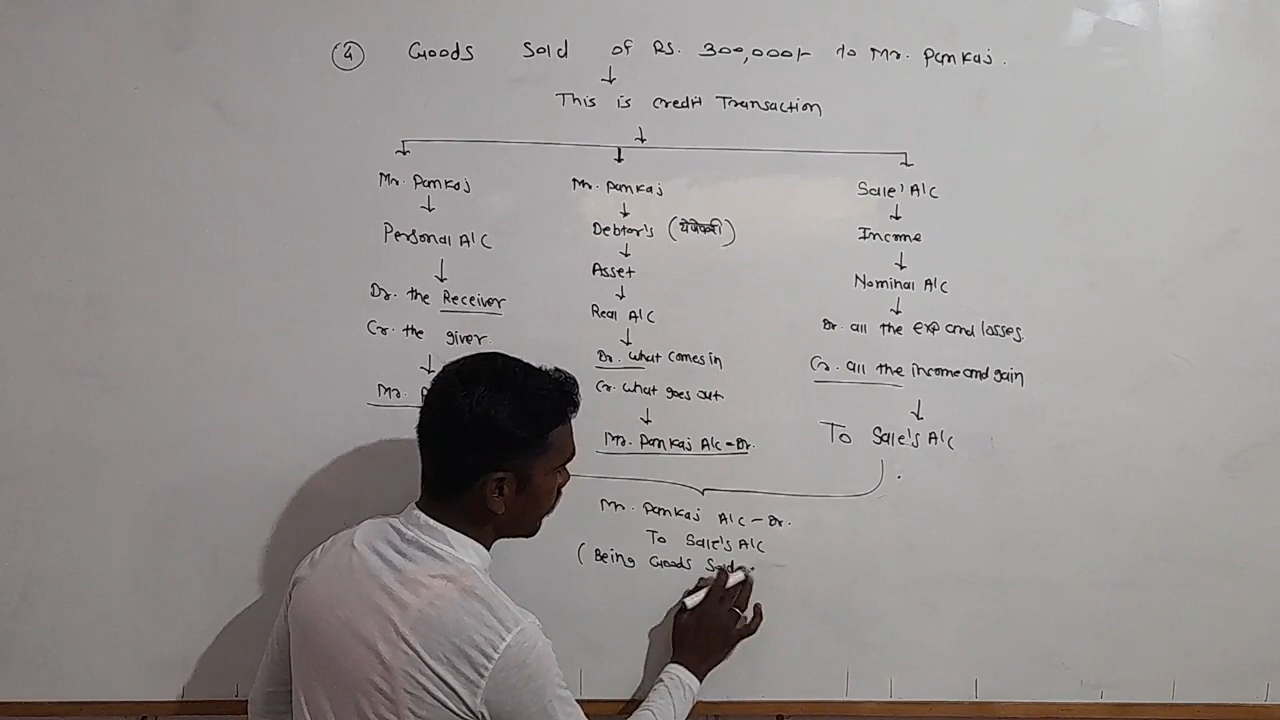 4 Goods Sold of Rs. 300,000/- to Mr. Pankaj.
This is credit Transaction
Mr. Pankaj
Personal A/C
Dr. the Receiver
Cr. the giver.
Mr.
Mr. Pankaj
Debtor's
Asset
Real A/C
Dr. what comes in
Cr. what goes out
Mr. Pankaj A/c - Dr.
Sale' A/C
Income
Nominal A/C
Dr. all the exp and losses.
Cr. all the income and gain
To Sale's A/C
Mr. Pankaj A/C - Dr.
To Sale's A/C
(Being Goods Sold